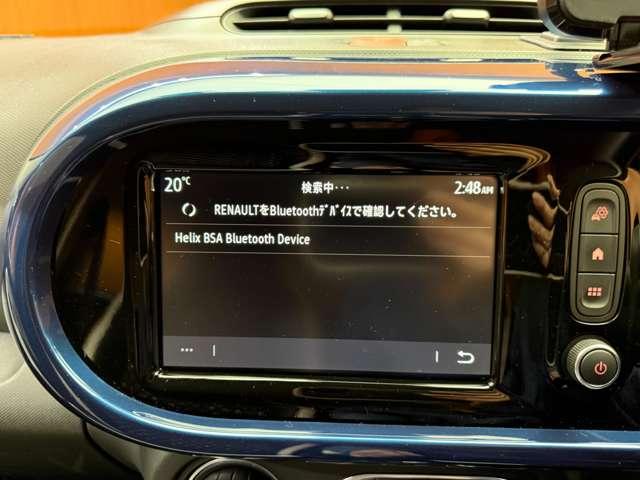 20℃
検索中・・・
2:48AM
RENAULTをBluetoothﾃﾞﾊﾞｲｽで確認してください。
Helix BSA Bluetooth Device